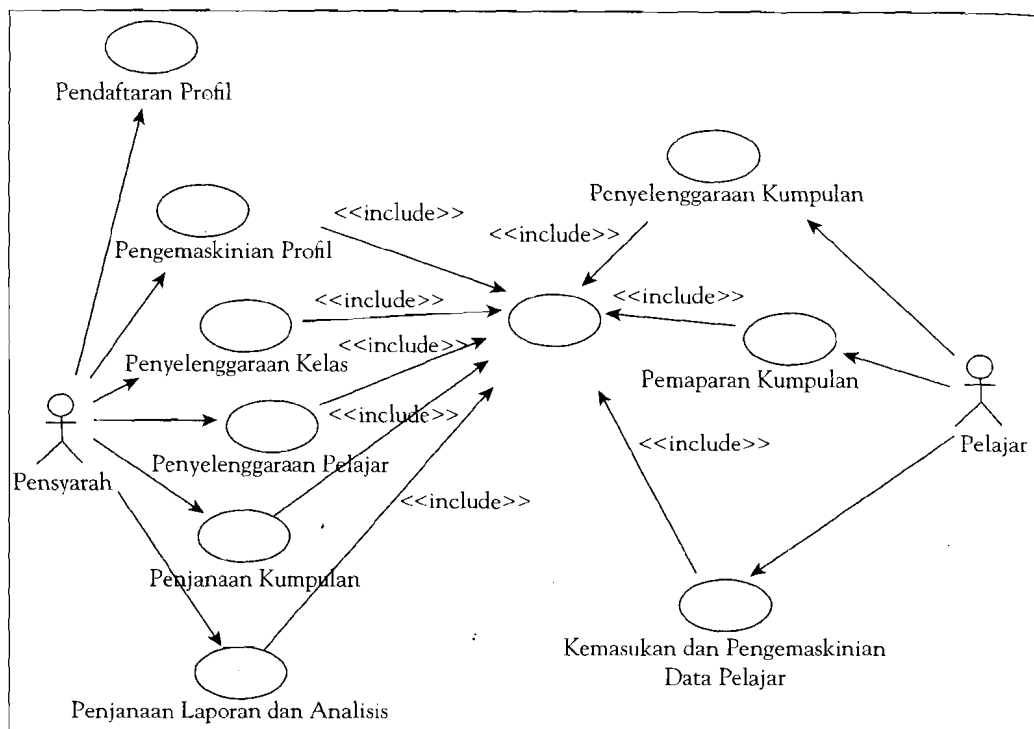 Pendaftaran Profil
Penyelenggaraan Kumpulan
<<include>>
Pengemaskinian Profil
<<include>>
<<include>>
<<include>>
<<include>>
Penyelenggaraan Kelas
Pemaparan Kumpulan
<<include>>
<<include>>
Pelajar
Penyelenggaraan Pelajar
Pensyarah
<<include>>
Penjanaan Kumpulan
Kemasukan dan Pengemaskinian
Data Pelajar
Penjanaan Laporan dan Analisis